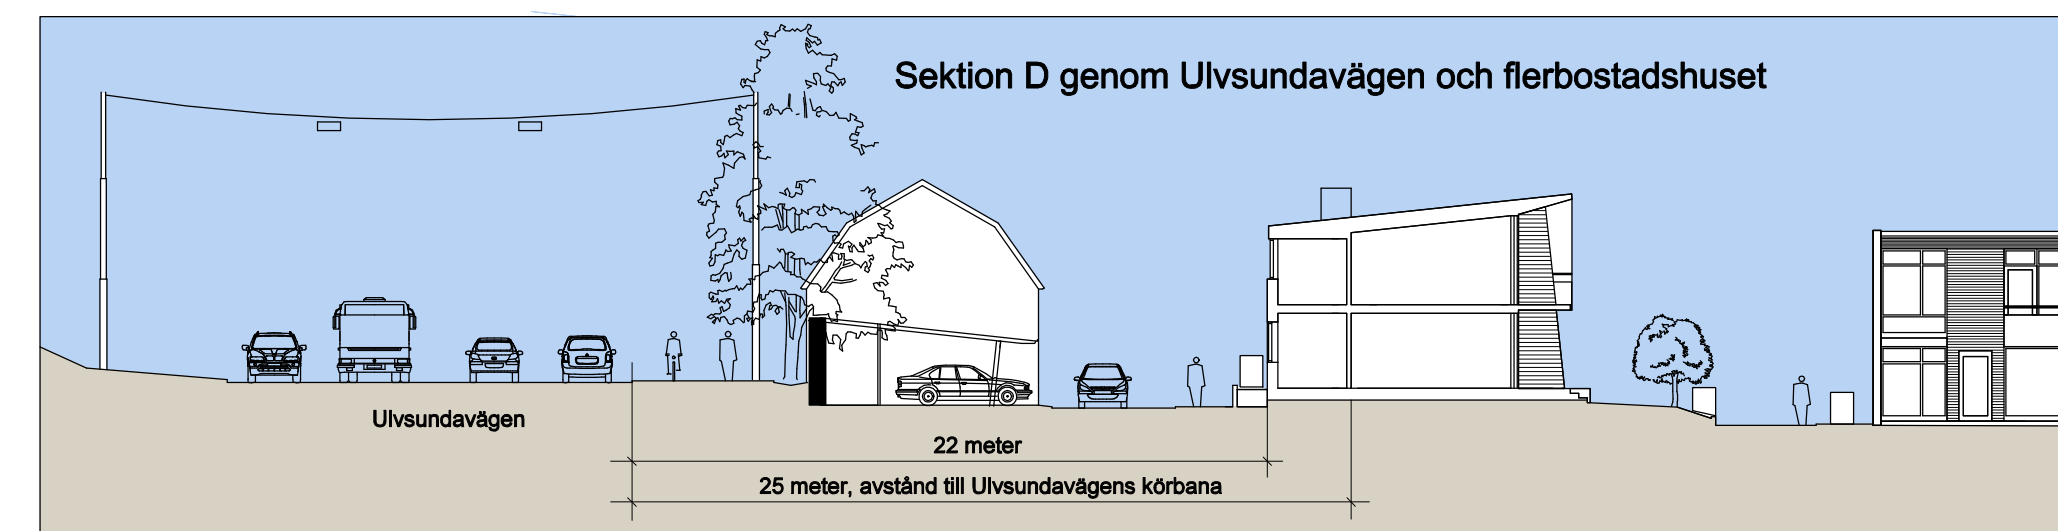 Sektion D genom Ulvsundavägen och flerbostadshuset
Ulvsundavägen
22 meter
25 meter, avstånd till Ulvsundavägens körbana